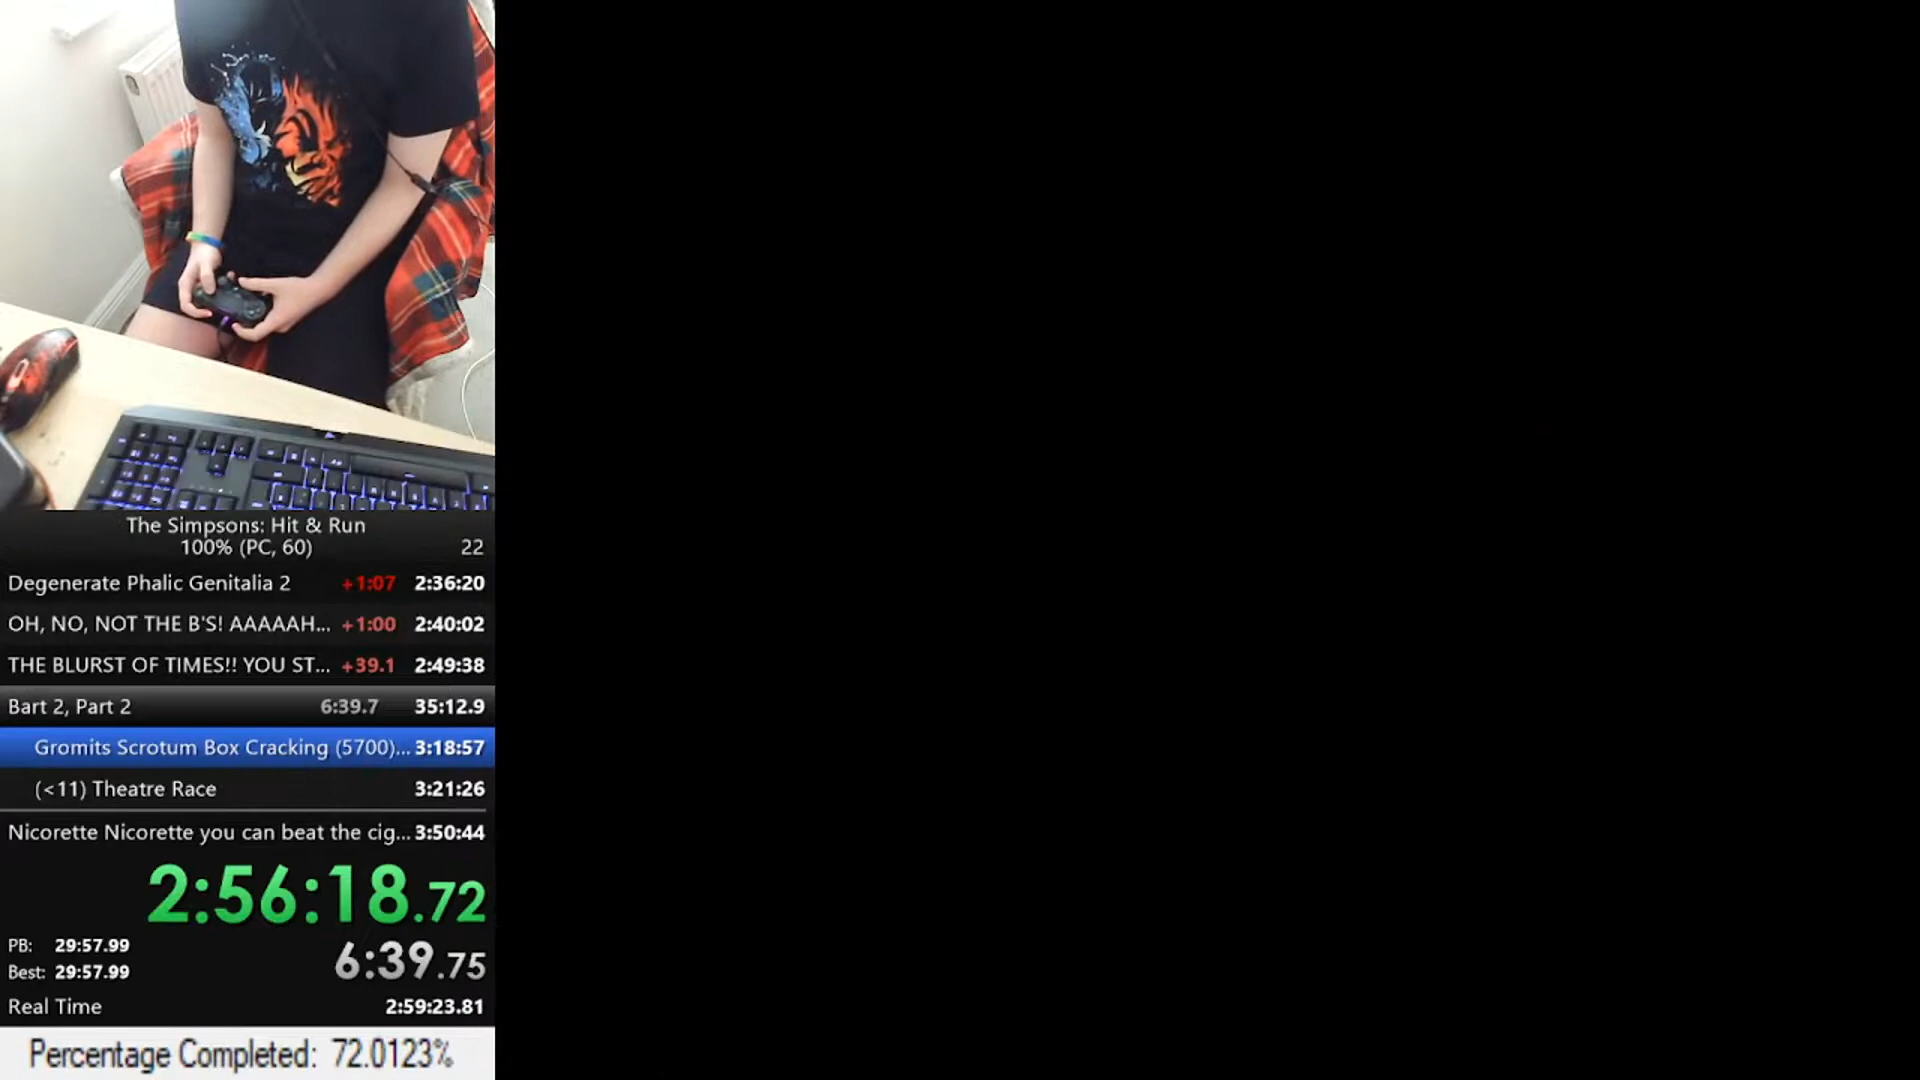 The Simpsons: Hit & Run
100% (PC, 60) 22
Degenerate Phalic Genitalia 2 +1:07 2:36:20
OH, NO, NOT THE B'S! AAAAAH... +1:00 2:40:02
THE BLURST OF TIMES!! YOU ST... +39.1 2:49:38
Bart 2, Part 2 6:39.7 35:12.9
Gromits Scrotum Box Cracking (5700)... 3:18:57
(<11) Theatre Race 3:21:26
Nicorette Nicorette you can beat the cig... 3:50:44
2:56:18.72
PB: 29:57.99
6:39.75
Best: 29:57.99
Real Time 2:59:23.81
Percentage Completed: 72.0123%